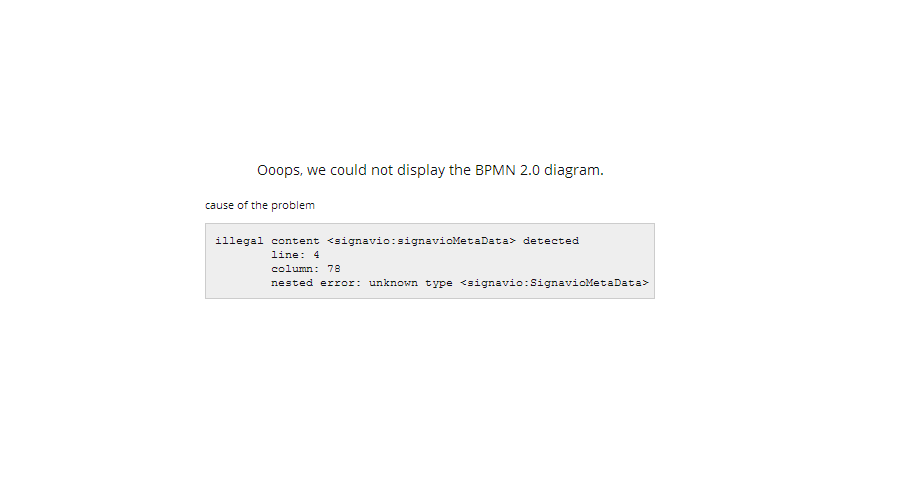 Ooops, we could not display the BPMN 2.0 diagram.
cause of the problem
illegal content <signavio:signavioMetaData> detected
line: 4
column: 78
nested error: unknown type <signavio:SignavioMetaData>